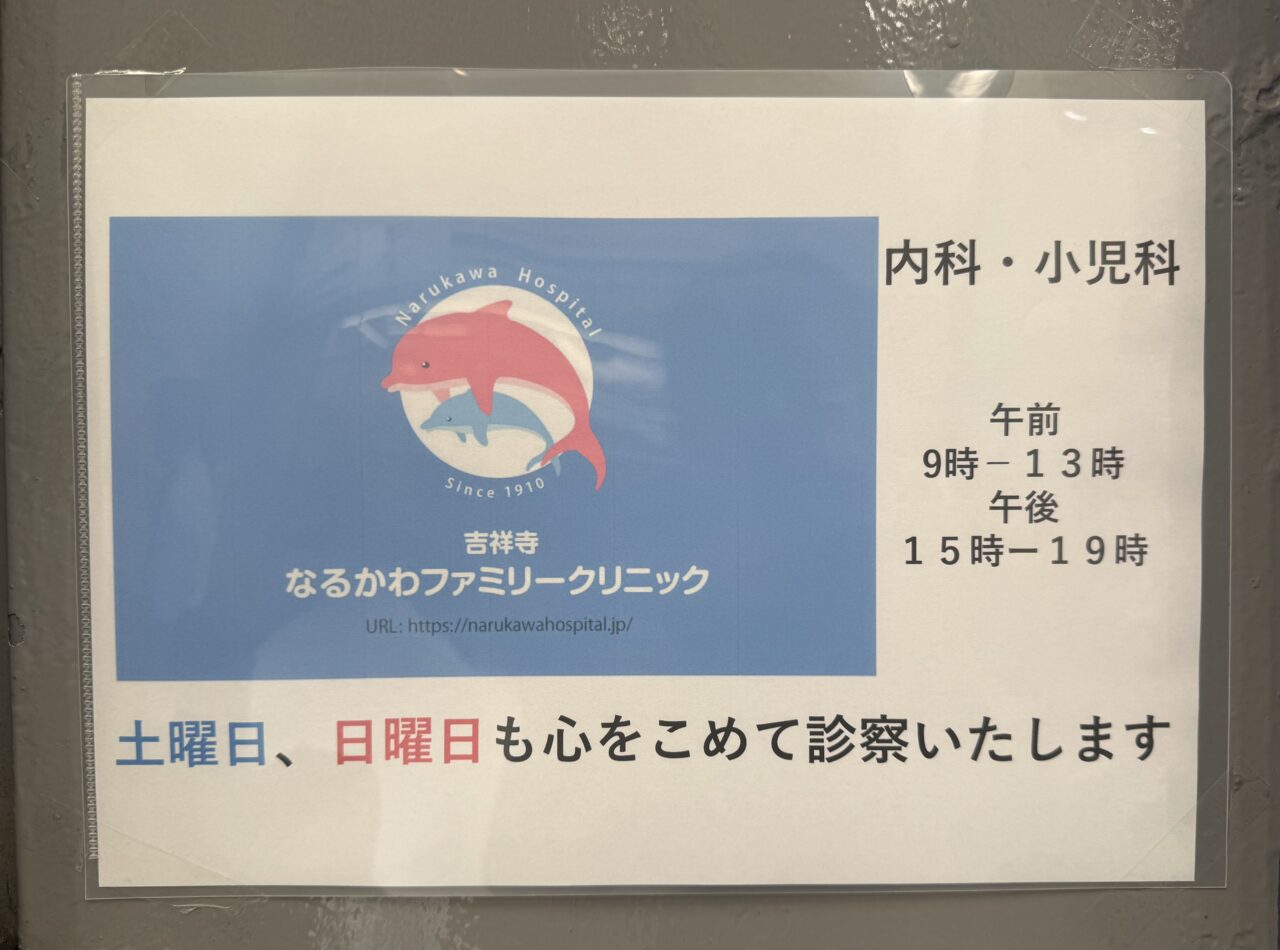 Narukawa Hospital
Since 1910
吉祥寺
なるかわファミリークリニック
URL: https://narukawahospital.jp/
内科・小児科
午前
9時－１３時
午後
１５時ー１９時
土曜日、日曜日も心をこめて診察いたします